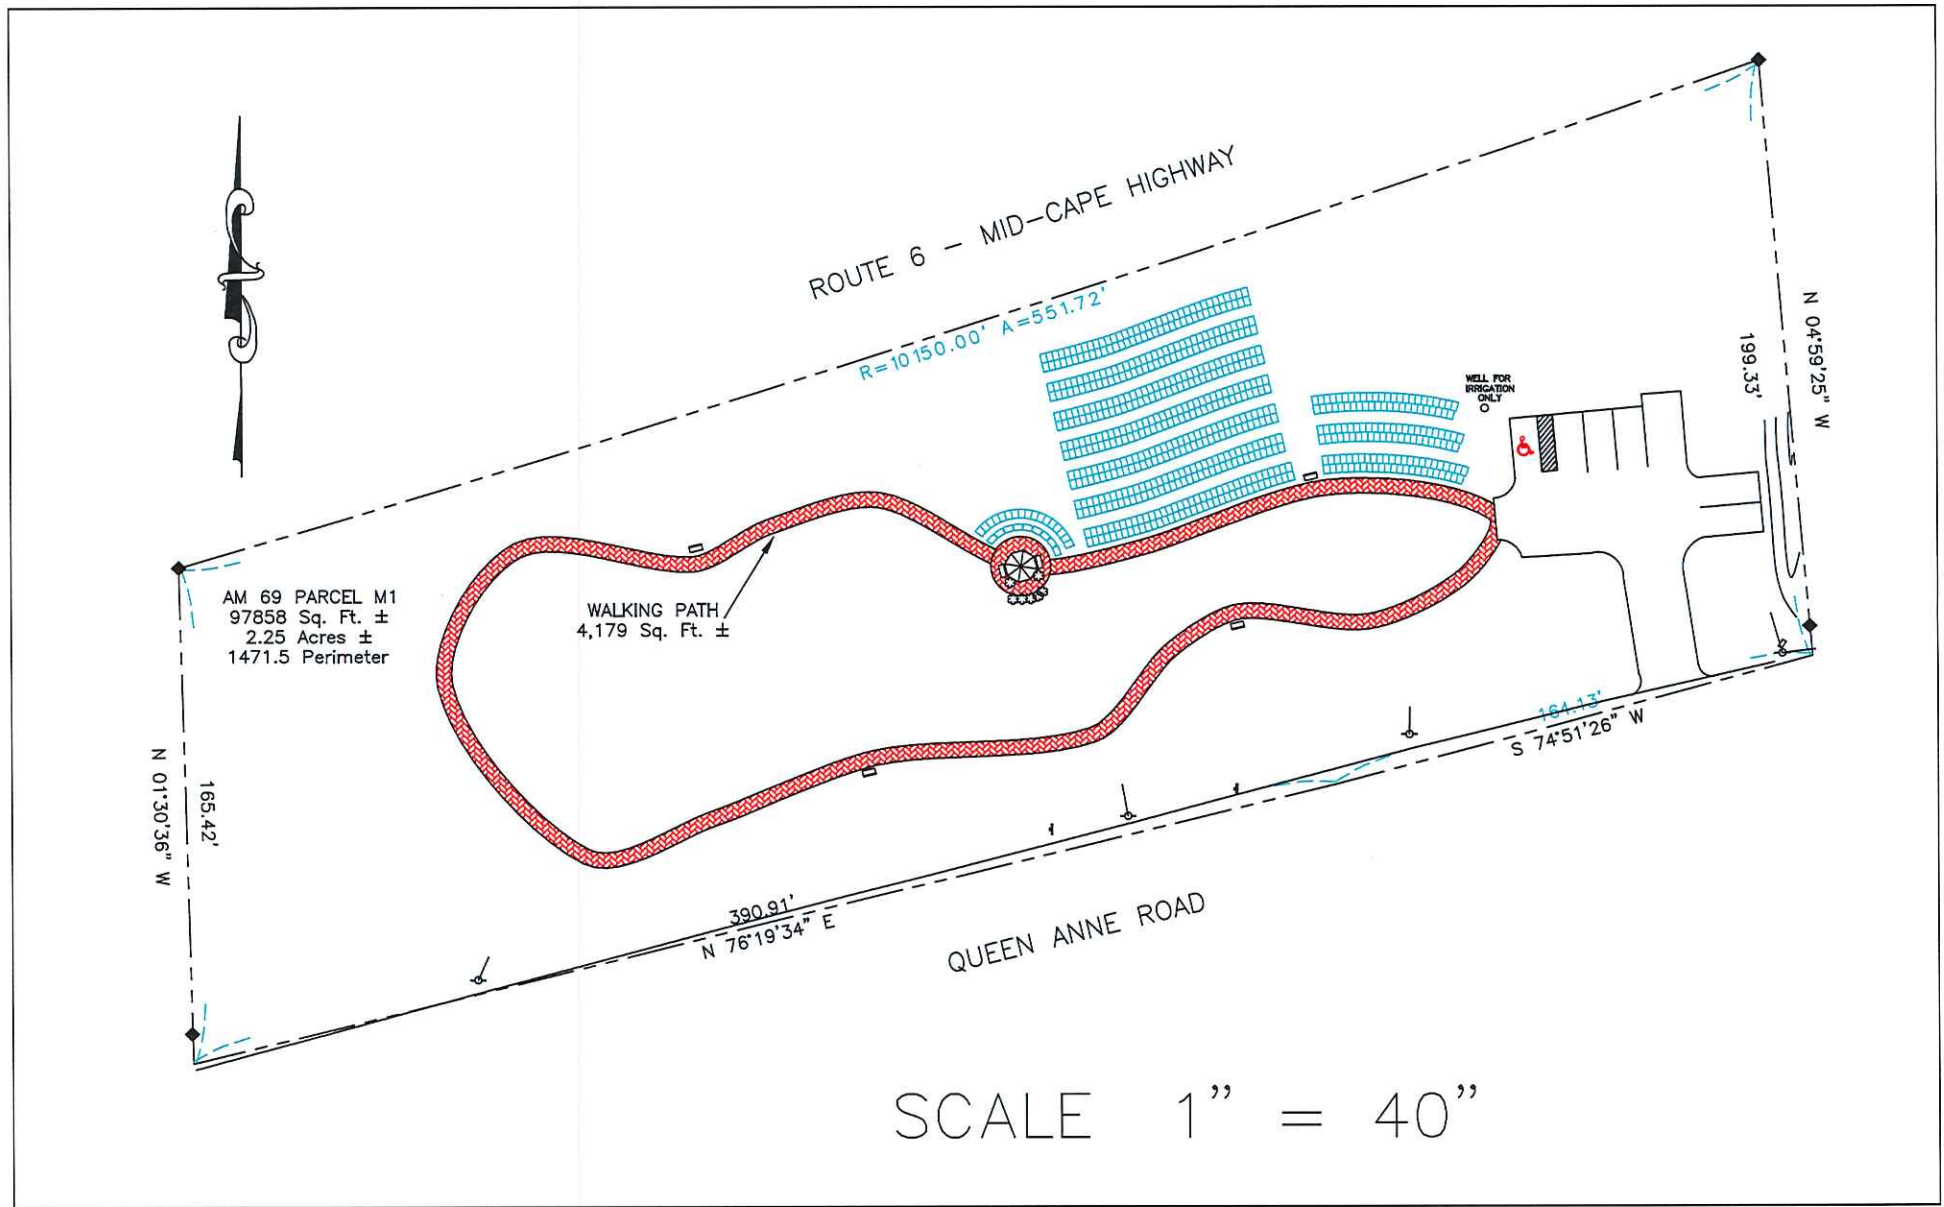 ROUTE 6 - MID-CAPE HIGHWAY
R=10150.00' A=551.72'
N 04°59'25" W
199.33'
WELL FOR
IRRIGATION
ONLY
AM 69 PARCEL M1
97858 Sq. Ft. ±
2.25 Acres ±
1471.5 Perimeter
WALKING PATH
4,179 Sq. Ft. ±
N 01°30'36" W
165.42'
164.13'
S 74°51'26" W
390.91'
N 76°19'34" E
QUEEN ANNE ROAD
SCALE 1" = 40"